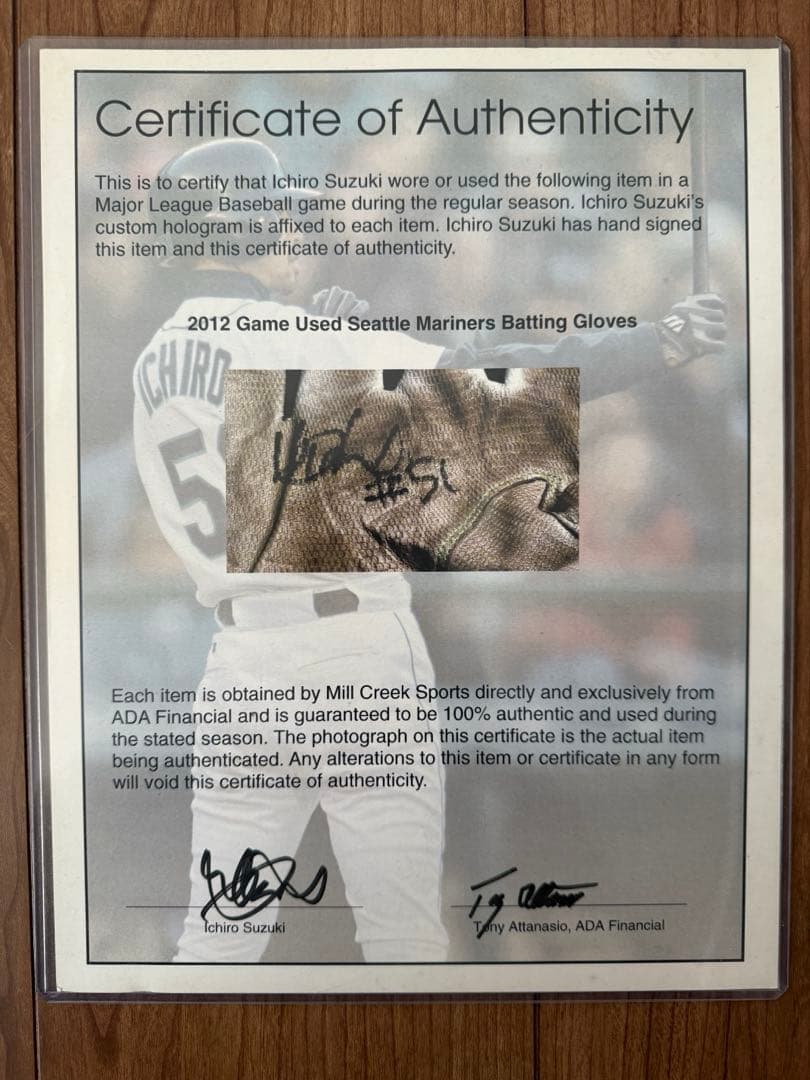 Certificate of Authenticity
This is to certify that Ichiro Suzuki wore or used the following item in a
Major League Baseball game during the regular season. Ichiro Suzuki's
custom hologram is affixed to each item. Ichiro Suzuki has hand signed
this item and this certificate of authenticity.
2012 Game Used Seattle Mariners Batting Gloves
ICHIRO
5
#51
Each item is obtained by Mill Creek Sports directly and exclusively from
ADA Financial and is guaranteed to be 100% authentic and used during
the stated season. The photograph on this certificate is the actual item
being authenticated. Any alterations to this item or certificate in any form
will void this certificate of authenticity.
Ichiro Suzuki
Tony Attanasio, ADA Financial